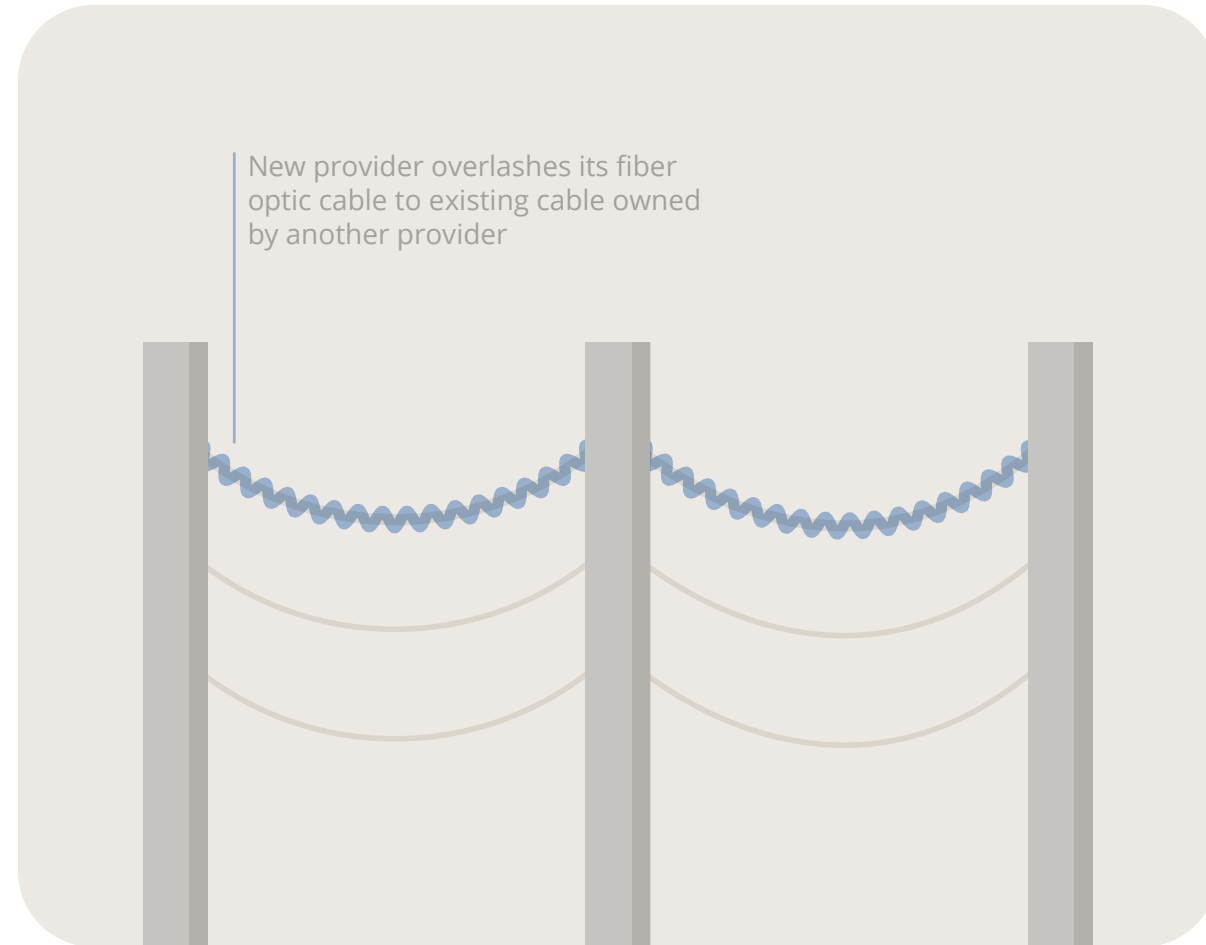 New provider overlashes its fiber
optic cable to existing cable owned
by another provider